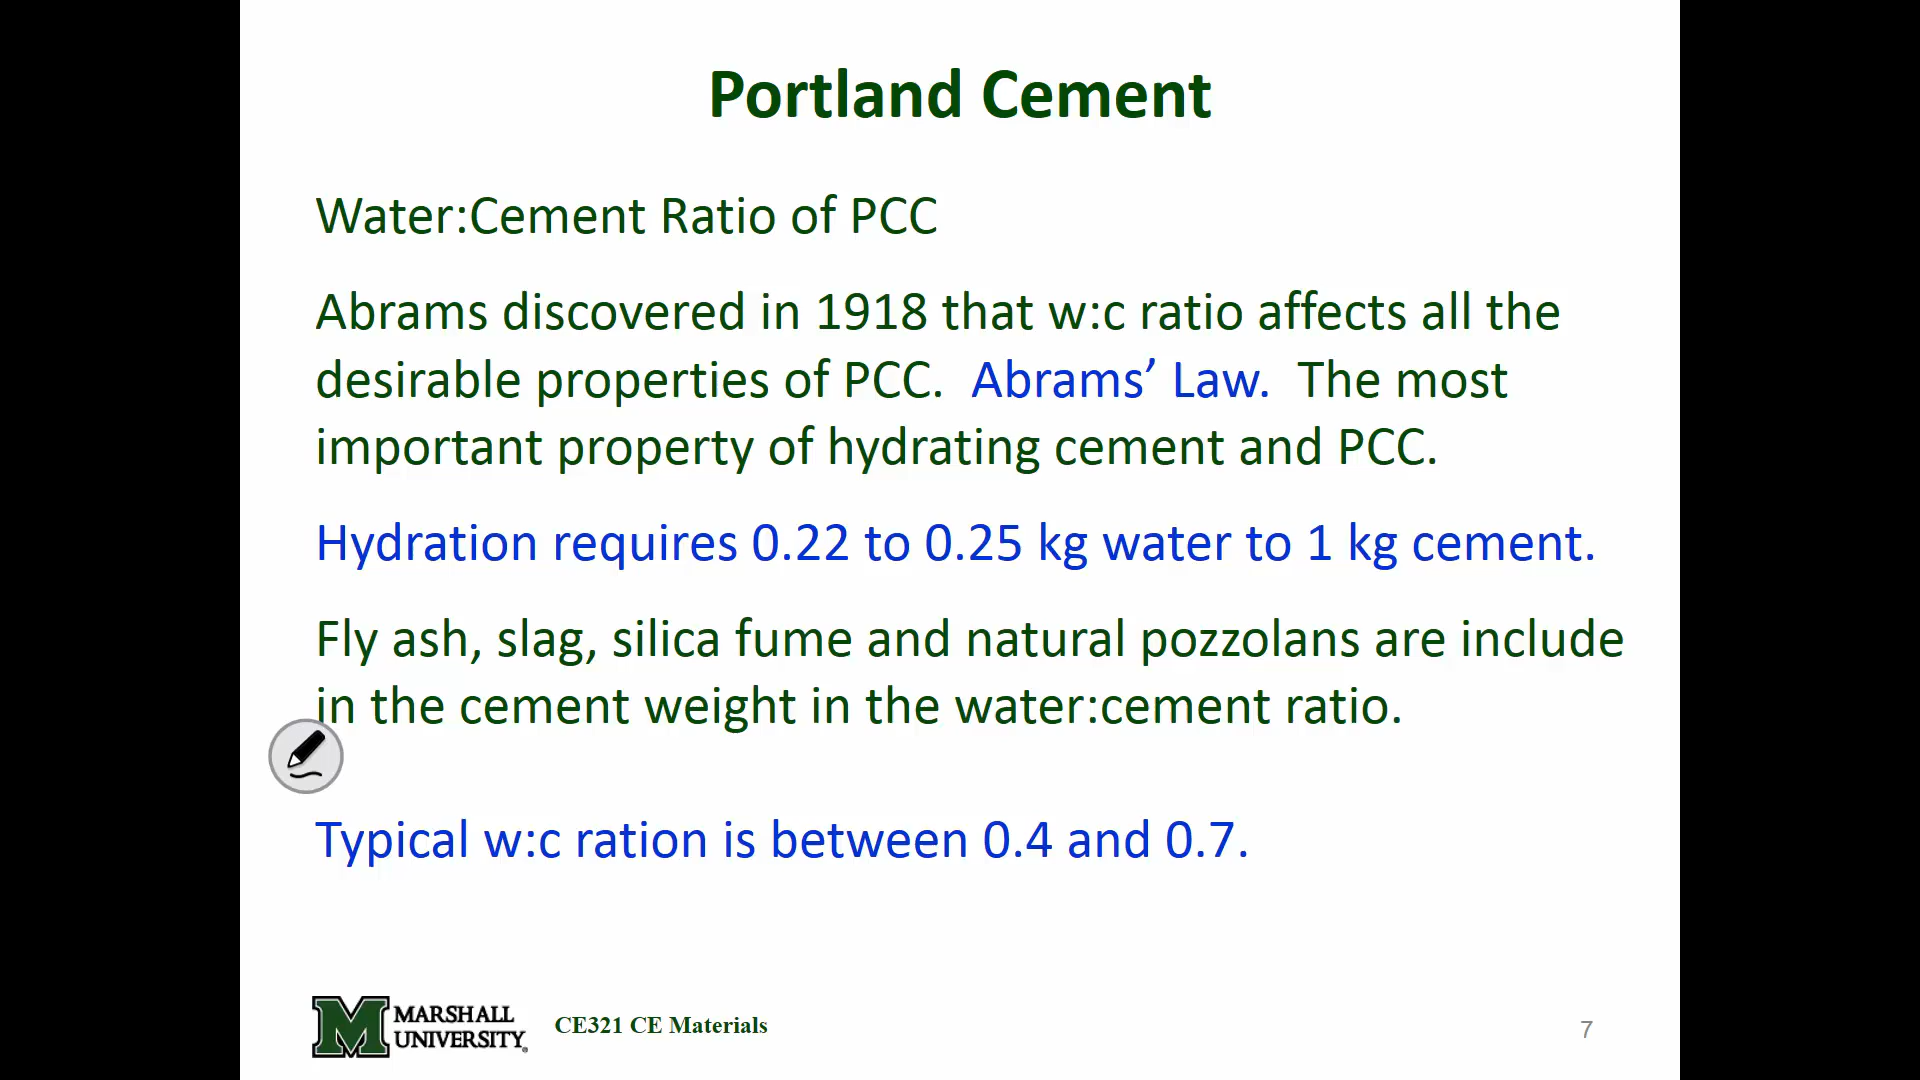 Portland Cement
Water:Cement Ratio of PCC
Abrams discovered in 1918 that w:c ratio affects all the
desirable properties of PCC.  Abrams’ Law.  The most
important property of hydrating cement and PCC.
Hydration requires 0.22 to 0.25 kg water to 1 kg cement.
Fly ash, slag, silica fume and natural pozzolans are include
in the cement weight in the water:cement ratio.
Typical w:c ration is between 0.4 and 0.7.
M MARSHALL
UNIVERSITY®
CE321 CE Materials
7